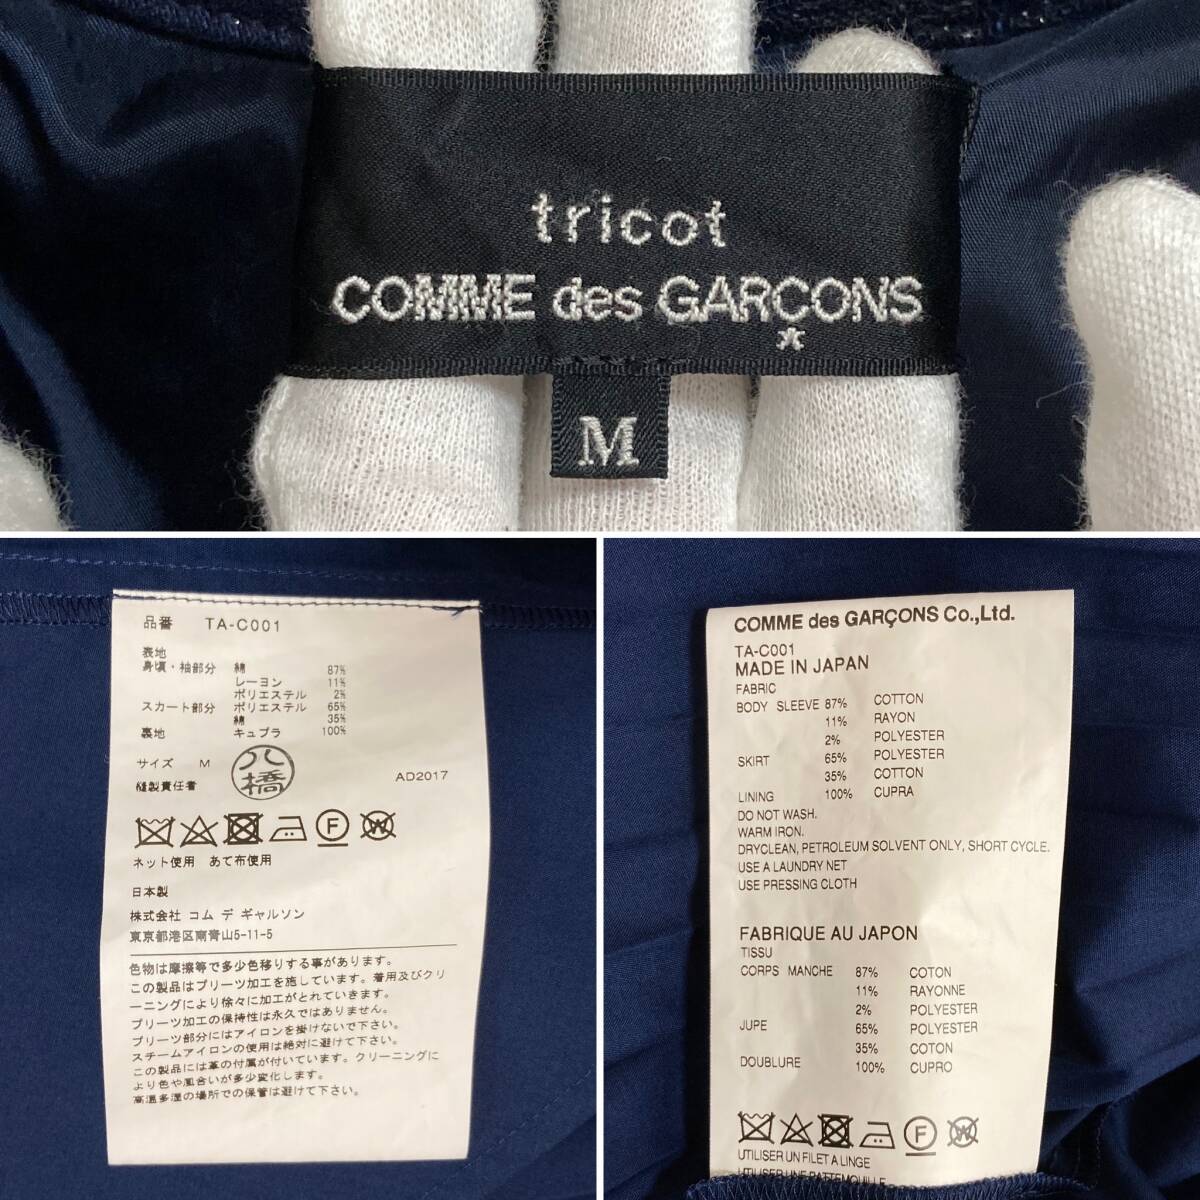 tricot
COMME des GARÇONS
M
品番 TA-C001
表地
身頃・袖部分 綿 87%
レーヨン 11%
ポリエステル 2%
スカート部分 ポリエステル 65%
綿 35%
裏地 キュプラ 100%
サイズ M
八橋
縫製責任者
AD2017
F W
ネット使用 あて布使用
日本製
株式会社 コム デ ギャルソン
東京都港区南青山5-11-5
色物は摩擦等で多少色移りする事があります。
この製品はプリーツ加工を施しています。着用及びクリ
ーニングにより徐々に加工がとれていきます。
プリーツ加工の保持性は永久ではありません。
プリーツ部分にはアイロンを掛けないで下さい。
スチームアイロンの使用は絶対に避けて下さい。
この製品には革の付属が付いています。クリーニングに
より色や風合いが多少変化します。
高温多湿の場所での保管は避けて下さい。
COMME des GARÇONS Co.,Ltd.
TA-C001
MADE IN JAPAN
FABRIC
BODY SLEEVE 87% COTTON
11% RAYON
2% POLYESTER
SKIRT 65% POLYESTER
35% COTTON
LINING 100% CUPRA
DO NOT WASH.
WARM IRON.
DRYCLEAN, PETROLEUM SOLVENT ONLY, SHORT CYCLE.
USE A LAUNDRY NET
USE PRESSING CLOTH
FABRIQUE AU JAPON
TISSU
CORPS MANCHE 87% COTON
11% RAYONNE
2% POLYESTER
JUPE 65% POLYESTER
35% COTON
DOUBLURE 100% CUPRO
F W
UTILISER UN FILET A LINGE
UTILISER UNE PATTEMOUILLE